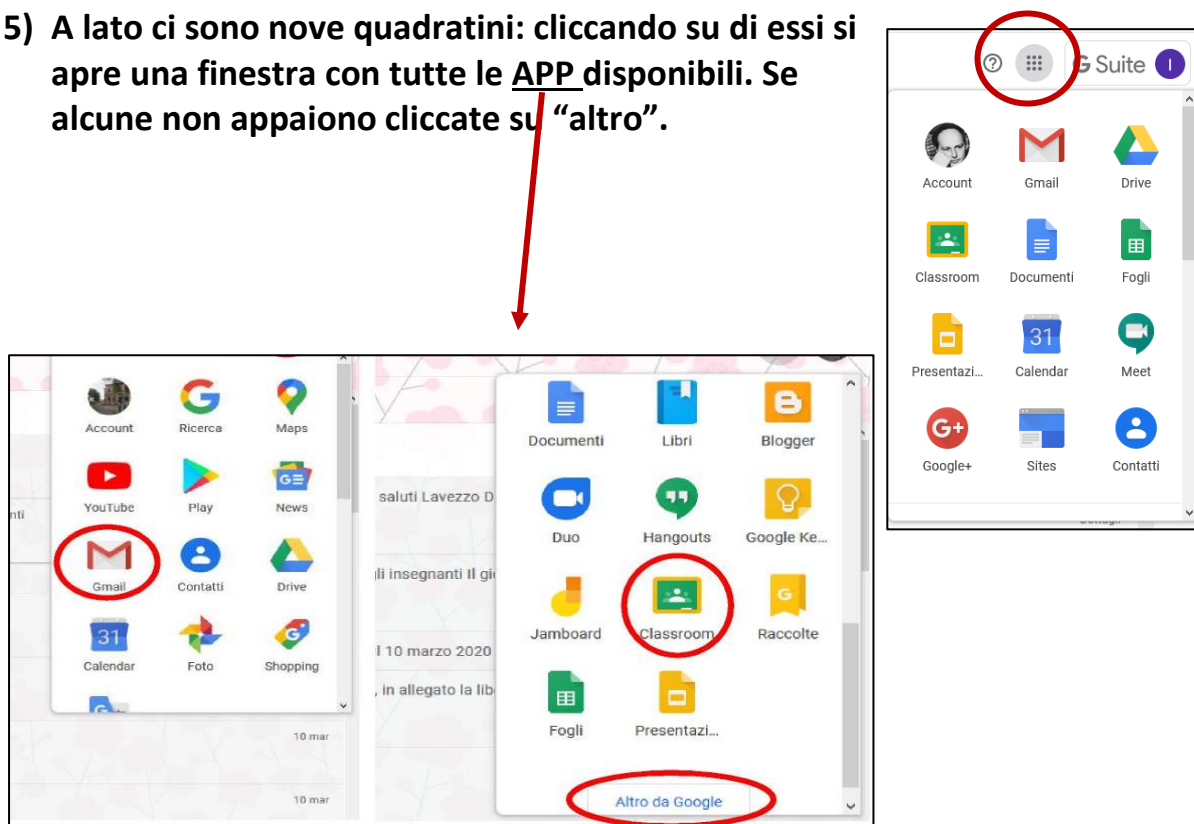 5) A lato ci sono nove quadratini: cliccando su di essi si
apre una finestra con tutte le APP disponibili. Se
alcune non appaiono cliccate su “altro”.
G Suite I
Account Gmail Drive
Classroom Documenti Fogli
31
Presentazi... Calendar Meet
G+
Google+ Sites Contatti
Account Ricerca Maps
YouTube Play News
nti
Gmail Contatti Drive
31
Calendar Foto Shopping
10 mar
10 mar
Documenti Libri Blogger
saluti Lavezzo D
Duo Hangouts Google Ke...
li insegnanti Il gi
Jamboard Classroom Raccolte
l 10 marzo 2020
, in allegato la lib
Fogli Presentazi...
Altro da Google